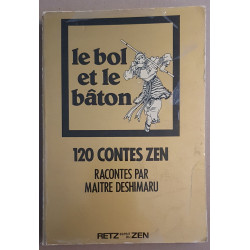 le bol
et le
bâton
120 CONTES ZEN
RACONTES PAR
MAITRE DESHIMARU
RETZ
ZEN